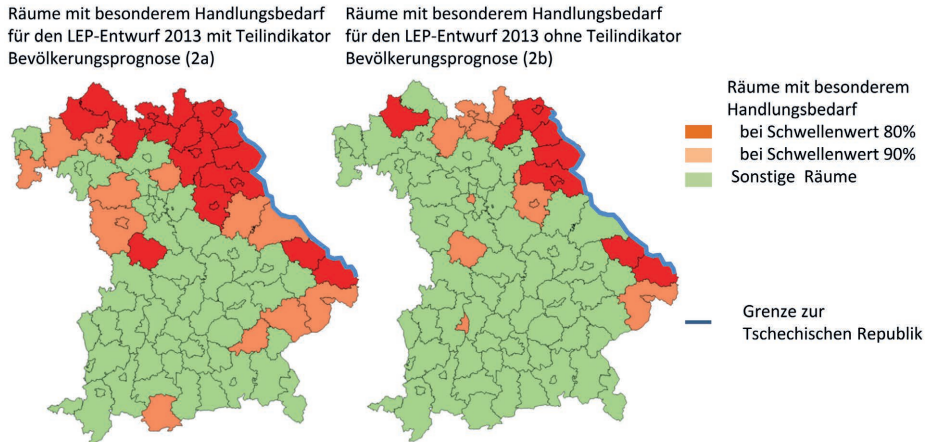 Räume mit besonderem Handlungsbedarf
für den LEP-Entwurf 2013 mit Teilindikator
Bevölkerungsprognose (2a)
Räume mit besonderem Handlungsbedarf
für den LEP-Entwurf 2013 ohne Teilindikator
Bevölkerungsprognose (2b)
Räume mit besonderem
Handlungsbedarf
bei Schwellenwert 80%
bei Schwellenwert 90%
Sonstige Räume
Grenze zur
Tschechischen Republik